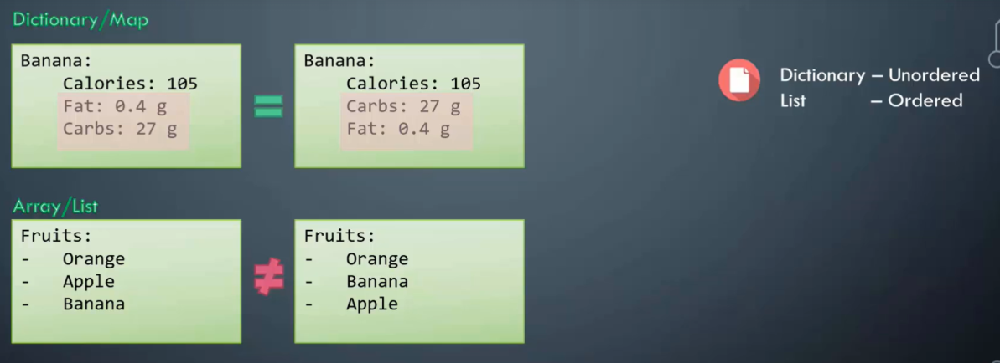 Dictionary/Map
Banana:
Calories: 105
Fat: 0.4 g
Carbs: 27 g
=
Banana:
Calories: 105
Carbs: 27 g
Fat: 0.4 g
Dictionary – Unordered
List – Ordered
Array/List
Fruits:
- Orange
- Apple
- Banana
≠
Fruits:
- Orange
- Banana
- Apple